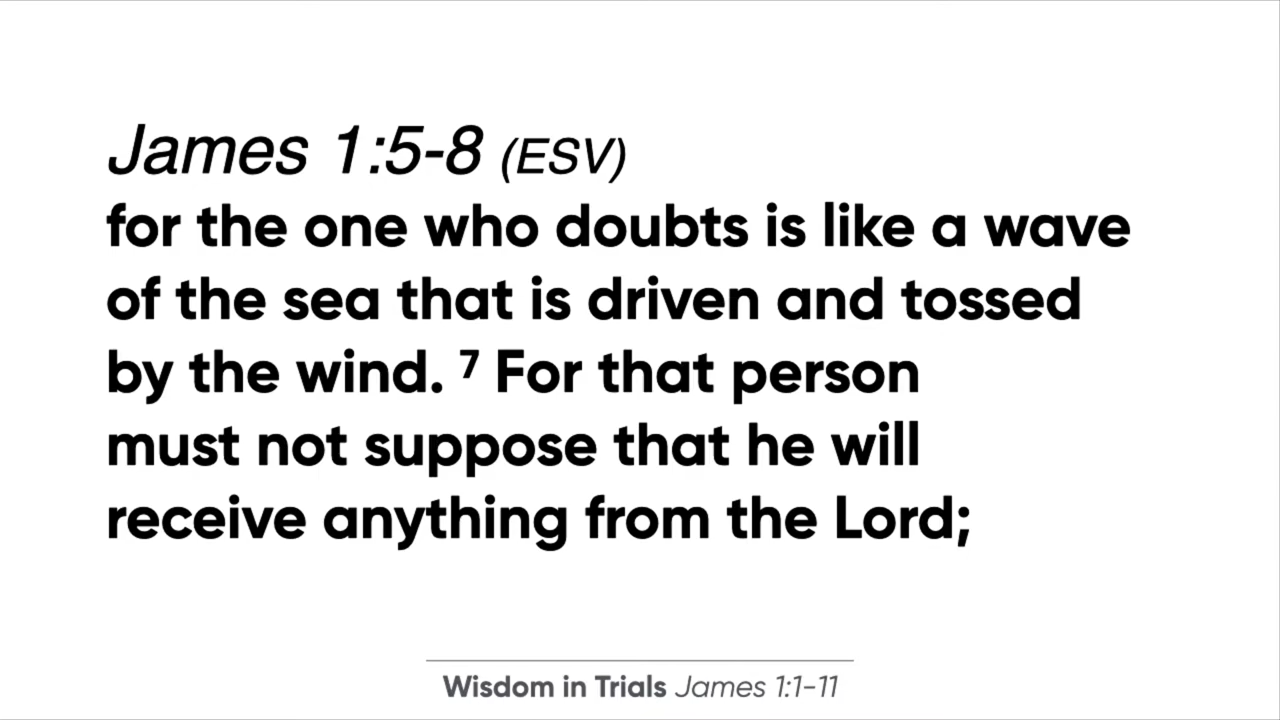 James 1:5-8 (ESV)
for the one who doubts is like a wave
of the sea that is driven and tossed
by the wind. ⁷ For that person
must not suppose that he will
receive anything from the Lord;
Wisdom in Trials James 1:1-11